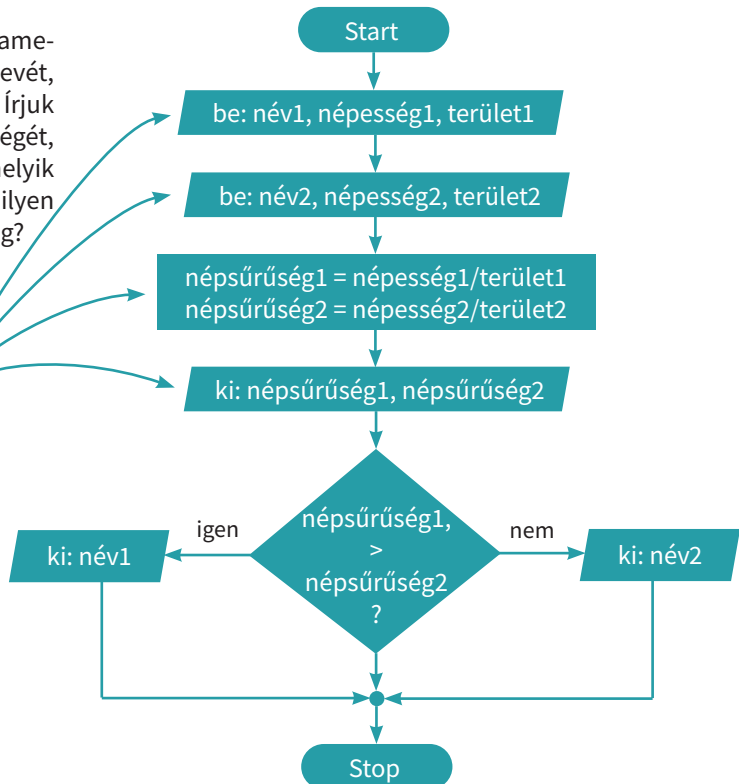 ame-
evét,
Írjuk
égét,
elyik
ilyen
g?
Start
be: név1, népesség1, terület1
be: név2, népesség2, terület2
népsűrűség1 = népesség1/terület1
népsűrűség2 = népesség2/terület2
ki: népsűrűség1, népsűrűség2
népsűrűség1,
>
népsűrűség2
?
igen
nem
ki: név1
ki: név2
Stop